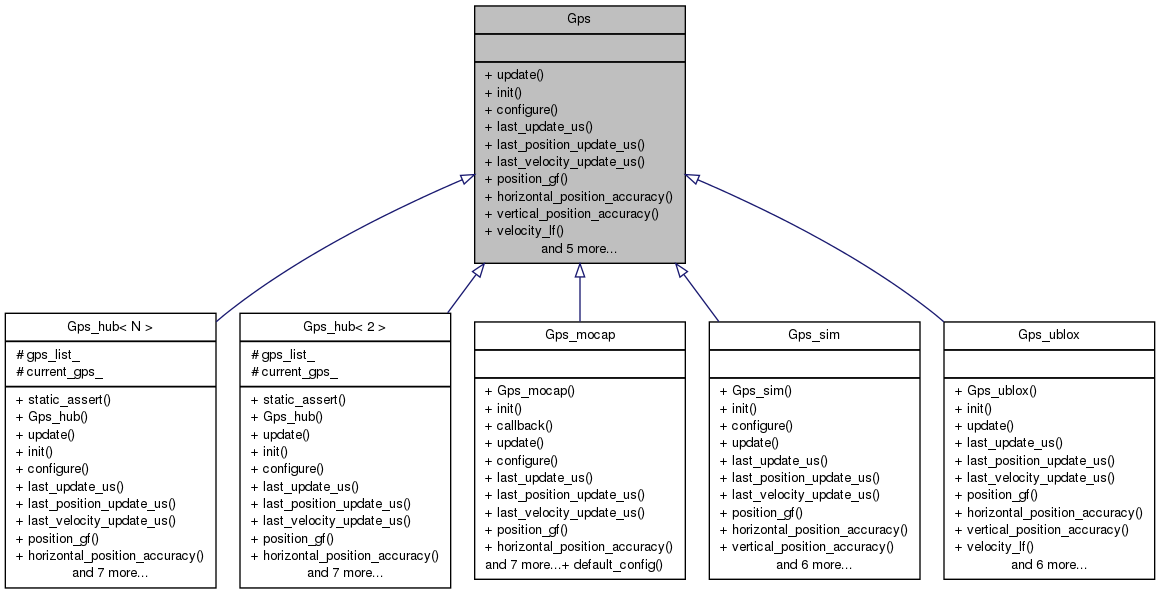 Gps
+ update()
+ init()
+ configure()
+ last_update_us()
+ last_position_update_us()
+ last_velocity_update_us()
+ position_gf()
+ horizontal_position_accuracy()
+ vertical_position_accuracy()
+ velocity_lf()
and 5 more...
Gps_hub< N >
# gps_list_
# current_gps_
+ static_assert()
+ Gps_hub()
+ update()
+ init()
+ configure()
+ last_update_us()
+ last_position_update_us()
+ last_velocity_update_us()
+ position_gf()
+ horizontal_position_accuracy()
and 7 more...
Gps_hub< 2 >
# gps_list_
# current_gps_
+ static_assert()
+ Gps_hub()
+ update()
+ init()
+ configure()
+ last_update_us()
+ last_position_update_us()
+ last_velocity_update_us()
+ position_gf()
+ horizontal_position_accuracy()
and 7 more...
Gps_mocap
+ Gps_mocap()
+ init()
+ callback()
+ update()
+ configure()
+ last_update_us()
+ last_position_update_us()
+ last_velocity_update_us()
+ position_gf()
+ horizontal_position_accuracy()
and 7 more...+ default_config()
Gps_sim
+ Gps_sim()
+ init()
+ configure()
+ update()
+ last_update_us()
+ last_position_update_us()
+ last_velocity_update_us()
+ position_gf()
+ horizontal_position_accuracy()
+ vertical_position_accuracy()
and 6 more...
Gps_ublox
+ Gps_ublox()
+ init()
+ update()
+ last_update_us()
+ last_position_update_us()
+ last_velocity_update_us()
+ position_gf()
+ horizontal_position_accuracy()
+ vertical_position_accuracy()
+ velocity_lf()
and 6 more...